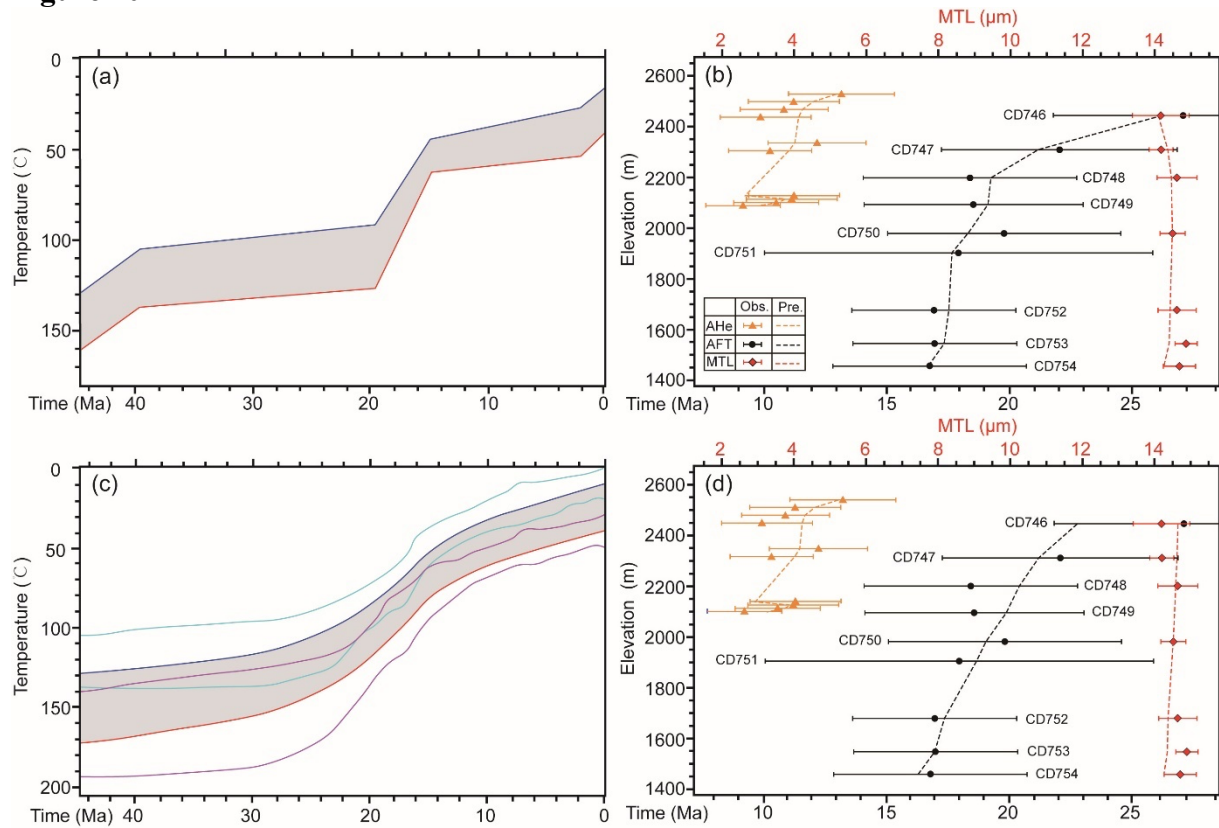 (a)
0
50
100
150
Temperature (℃)
Time (Ma)
40
30
20
10
0
MTL (µm)
2
4
6
8
10
12
14
(b)
2600
2400
2200
2000
1800
1600
1400
Elevation (m)
CD746
CD747
CD748
CD749
CD750
CD751
CD752
CD753
CD754
Obs. Pre.
AHe
AFT
MTL
Time (Ma)
10
15
20
25
(c)
0
50
100
150
200
Temperature (℃)
Time (Ma)
40
30
20
10
0
MTL (µm)
2
4
6
8
10
12
14
(d)
2600
2400
2200
2000
1800
1600
1400
Elevation (m)
CD746
CD747
CD748
CD749
CD750
CD751
CD752
CD753
CD754
Time (Ma)
10
15
20
25